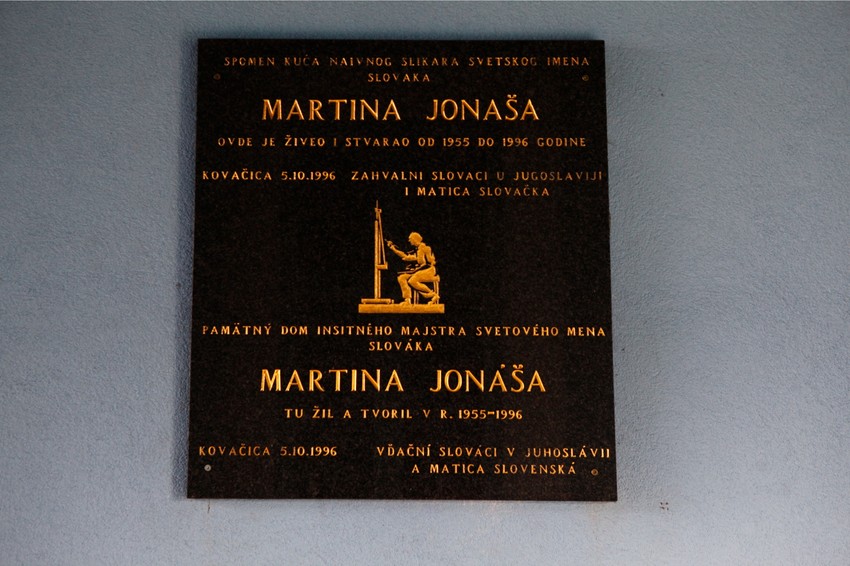 SPOMEN KUĆA NAIVNOG SLIKARA SVETSKOG IMENA
SLOVAKA
MARTINA JONAŠA
OVDE JE ŽIVEO I STVARAO OD 1955 DO 1996 GODINE
KOVAČICA 5.10.1996 ZAHVALNI SLOVACI U JUGOSLAVIJI
I MATICA SLOVAČKA
PAMÄTNÝ DOM INSITNÉHO MAJSTRA SVETOVÉHO MENA
SLOVÁKA
MARTINA JONÁŠA
TU ŽIL A TVORIL V R. 1955-1996
KOVAČICA 5.10.1996 VĎAČNÍ SLOVÁCI V JUHOSLÁVII
A MATICA SLOVENSKÁ